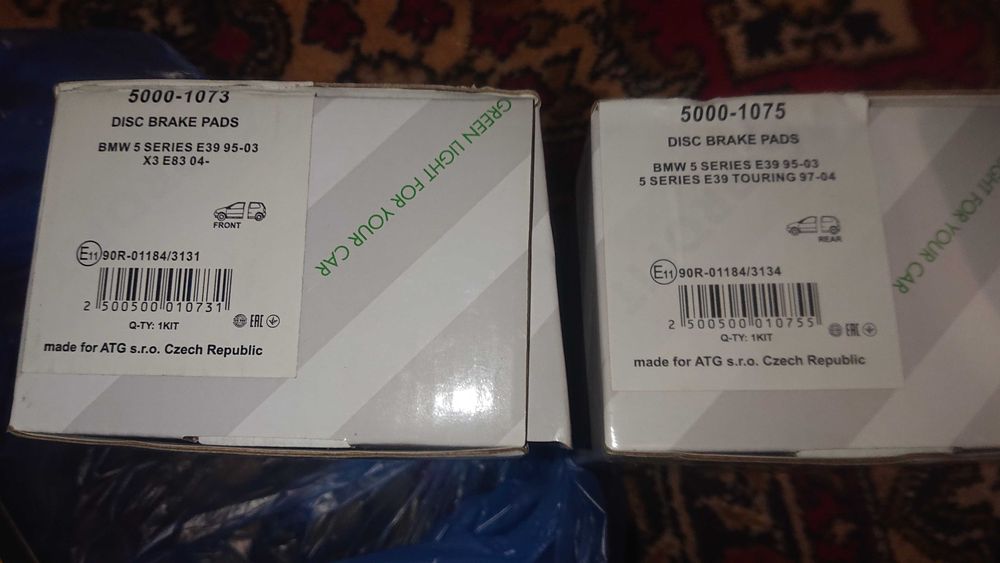 5000-1073
DISC BRAKE PADS
BMW 5 SERIES E39 95-03
X3 E83 04-
FRONT
E11 90R-01184/3131
2 500500 010731
Q-TY: 1KIT
EAC
made for ATG s.r.o. Czech Republic
GREEN LIGHT FOR YOUR CAR
5000-1075
DISC BRAKE PADS
BMW 5 SERIES E39 95-03
5 SERIES E39 TOURING 97-04
REAR
E11 90R-01184/3134
2 500500 010755
Q-TY: 1KIT
EAC
made for ATG s.r.o. Czech Republic
LIGHT FOR YOUR CAR